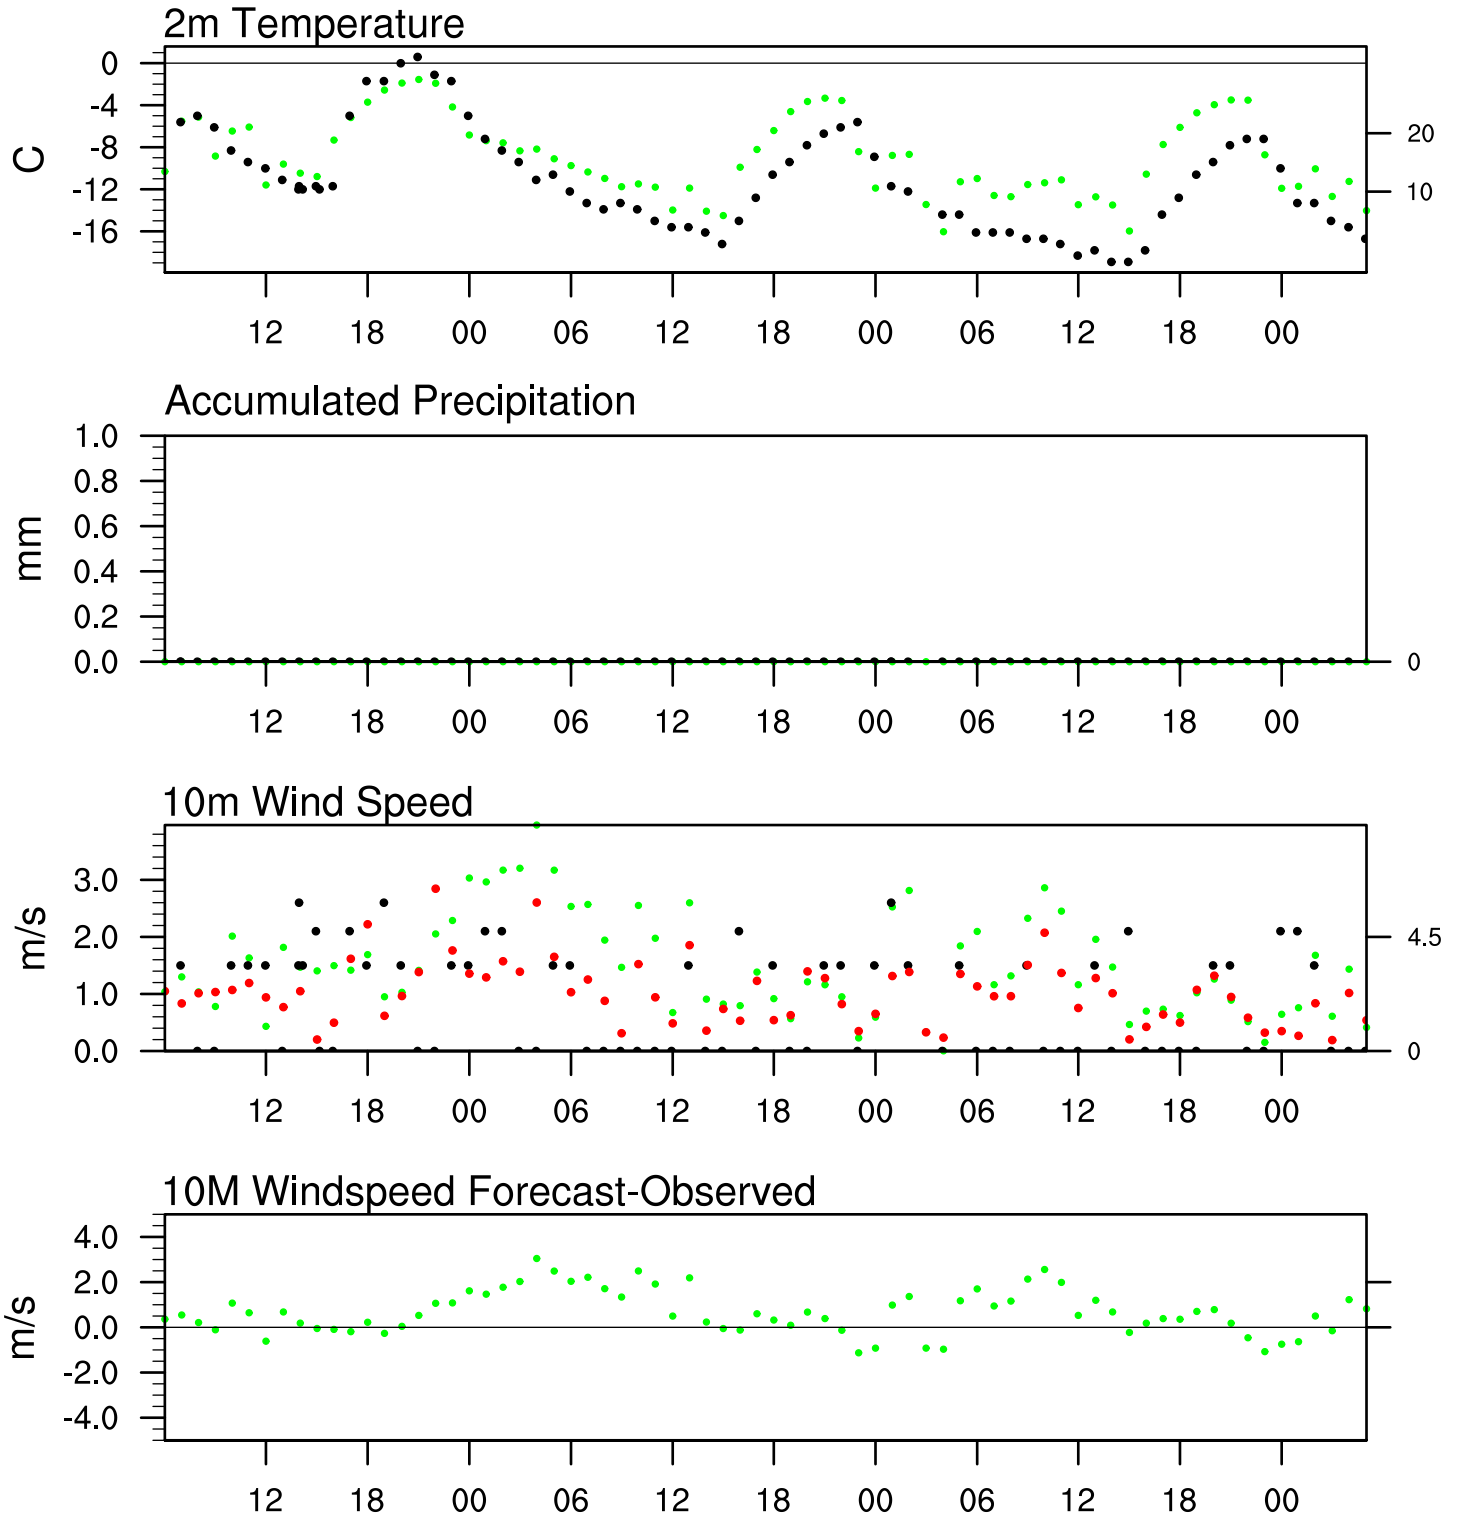 2m Temperature
0
-4
-8
-12
-16
C
20
10
12 18 00 06 12 18 00 06 12 18 00
Accumulated Precipitation
1.0
0.8
0.6
0.4
0.2
0.0
mm
0
12 18 00 06 12 18 00 06 12 18 00
10m Wind Speed
3.0
2.0
1.0
0.0
m/s
4.5
0
12 18 00 06 12 18 00 06 12 18 00
10M Windspeed Forecast-Observed
4.0
2.0
0.0
-2.0
-4.0
m/s
12 18 00 06 12 18 00 06 12 18 00